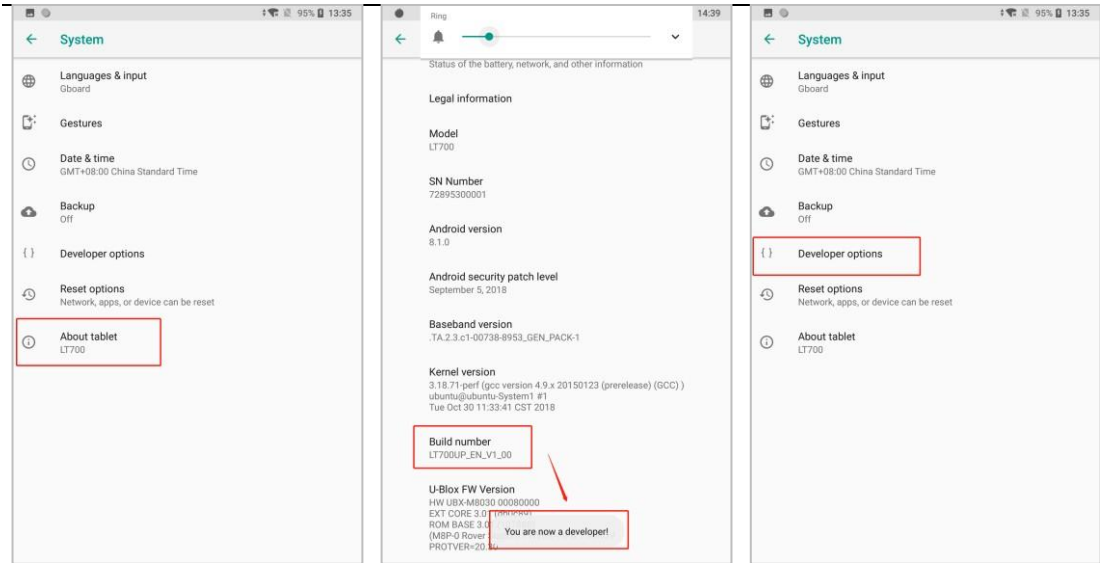 95% 13:35
System
Languages & input
Gboard
Gestures
Date & time
GMT+08:00 China Standard Time
Backup
Off
{ } Developer options
Reset options
Network, apps, or device can be reset
About tablet
LT700
Ring
14:39
Status of the battery, network, and other information
Legal information
Model
LT700
SN Number
72895300001
Android version
8.1.0
Android security patch level
September 5, 2018
Baseband version
.TA.2.3.c1-00738-8953_GEN_PACK-1
Kernel version
3.18.71-perf (gcc version 4.9.x 20150123 (prerelease) (GCC) )
ubuntu@ubuntu-System1 #1
Tue Oct 30 11:33:41 CST 2018
Build number
LT700UP_EN_V1_00
U-Blox FW Version
HW UBX-M8030 00080000
EXT CORE 3.01
ROM BASE 3.0
(M8P-0 Rover
PROTVER=20.
You are now a developer!
95% 13:35
System
Languages & input
Gboard
Gestures
Date & time
GMT+08:00 China Standard Time
Backup
Off
{ } Developer options
Reset options
Network, apps, or device can be reset
About tablet
LT700